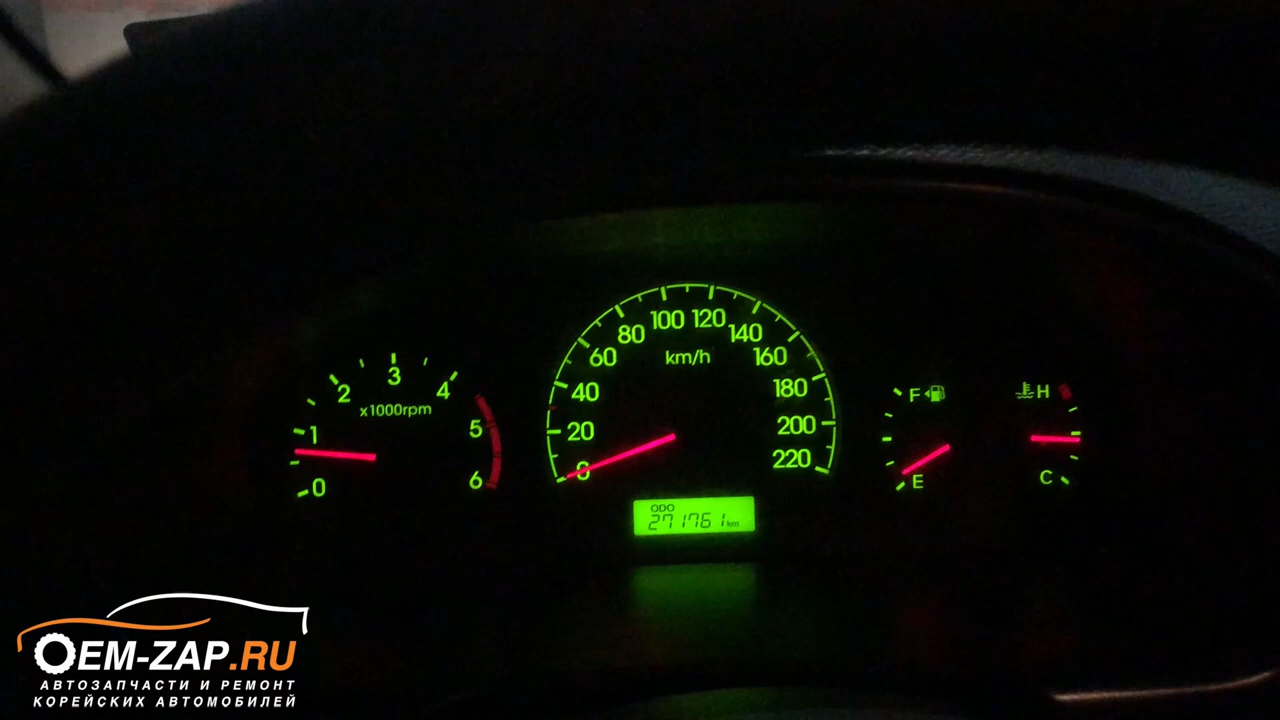 0
1
2
3
4
5
6
x1000rpm
0
20
40
60
80
100
120
140
160
180
200
220
km/h
ODO
271761 km
F
E
H
C
OEM-ZAP.RU
АВТОЗАПЧАСТИ И РЕМОНТ
КОРЕЙСКИХ АВТОМОБИЛЕЙ